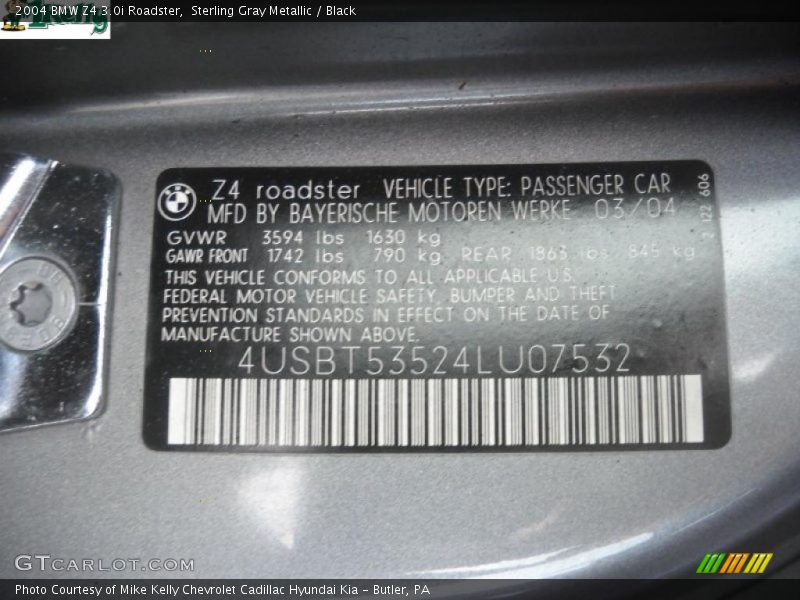 2004 BMW Z4 3.0i Roadster, Sterling Gray Metallic / Black
Z4 roadster VEHICLE TYPE: PASSENGER CAR
MFD BY BAYERISCHE MOTOREN WERKE 03/04
GVWR 3594 lbs 1630 kg
GAWR FRONT 1742 lbs 790 kg REAR 1863 lbs 845 kg
THIS VEHICLE CONFORMS TO ALL APPLICABLE U.S.
FEDERAL MOTOR VEHICLE SAFETY, BUMPER AND THEFT
PREVENTION STANDARDS IN EFFECT ON THE DATE OF
MANUFACTURE SHOWN ABOVE.
4USBT53524LU07532
2 122 606
GTCARLOT.COM
Photo Courtesy of Mike Kelly Chevrolet Cadillac Hyundai Kia – Butler, PA